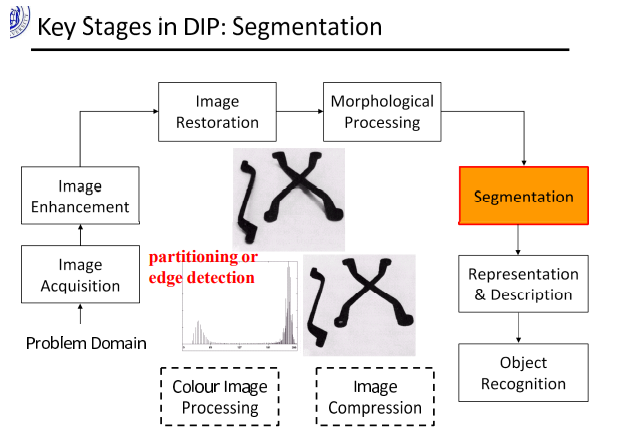 Key Stages in DIP: Segmentation
Image
Restoration
Morphological
Processing
Image
Enhancement
Segmentation
Image
Acquisition
partitioning or
edge detection
Representation
& Description
Problem Domain
Object
Recognition
Colour Image
Processing
Image
Compression